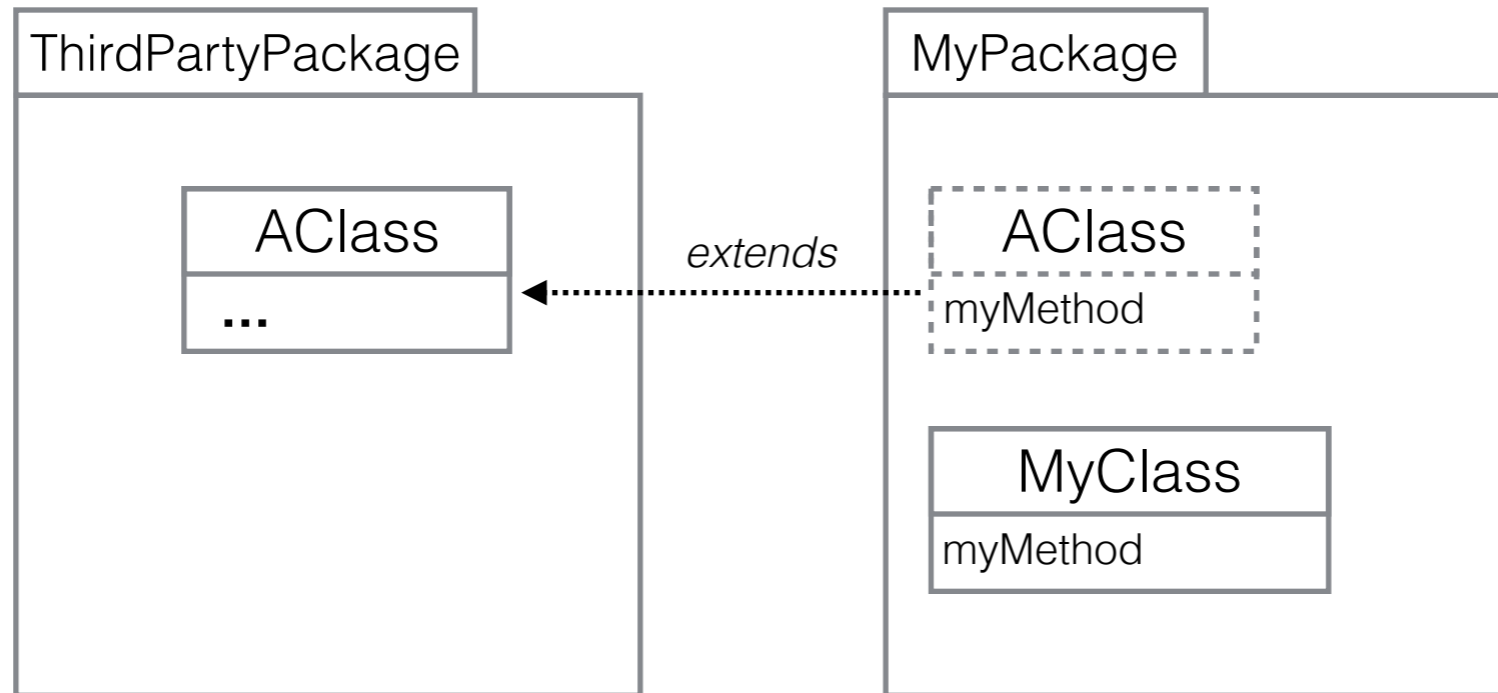 ThirdPartyPackage
AClass
...
extends
MyPackage
AClass
myMethod
MyClass
myMethod